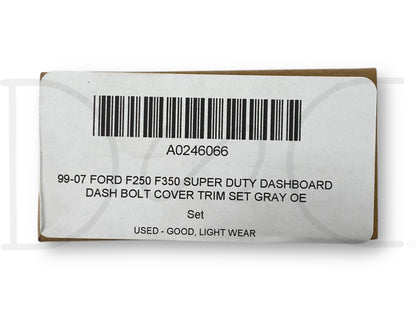 A0246066
99-07 FORD F250 F350 SUPER DUTY DASHBOARD
DASH BOLT COVER TRIM SET GRAY OE
Set
USED - GOOD, LIGHT WEAR